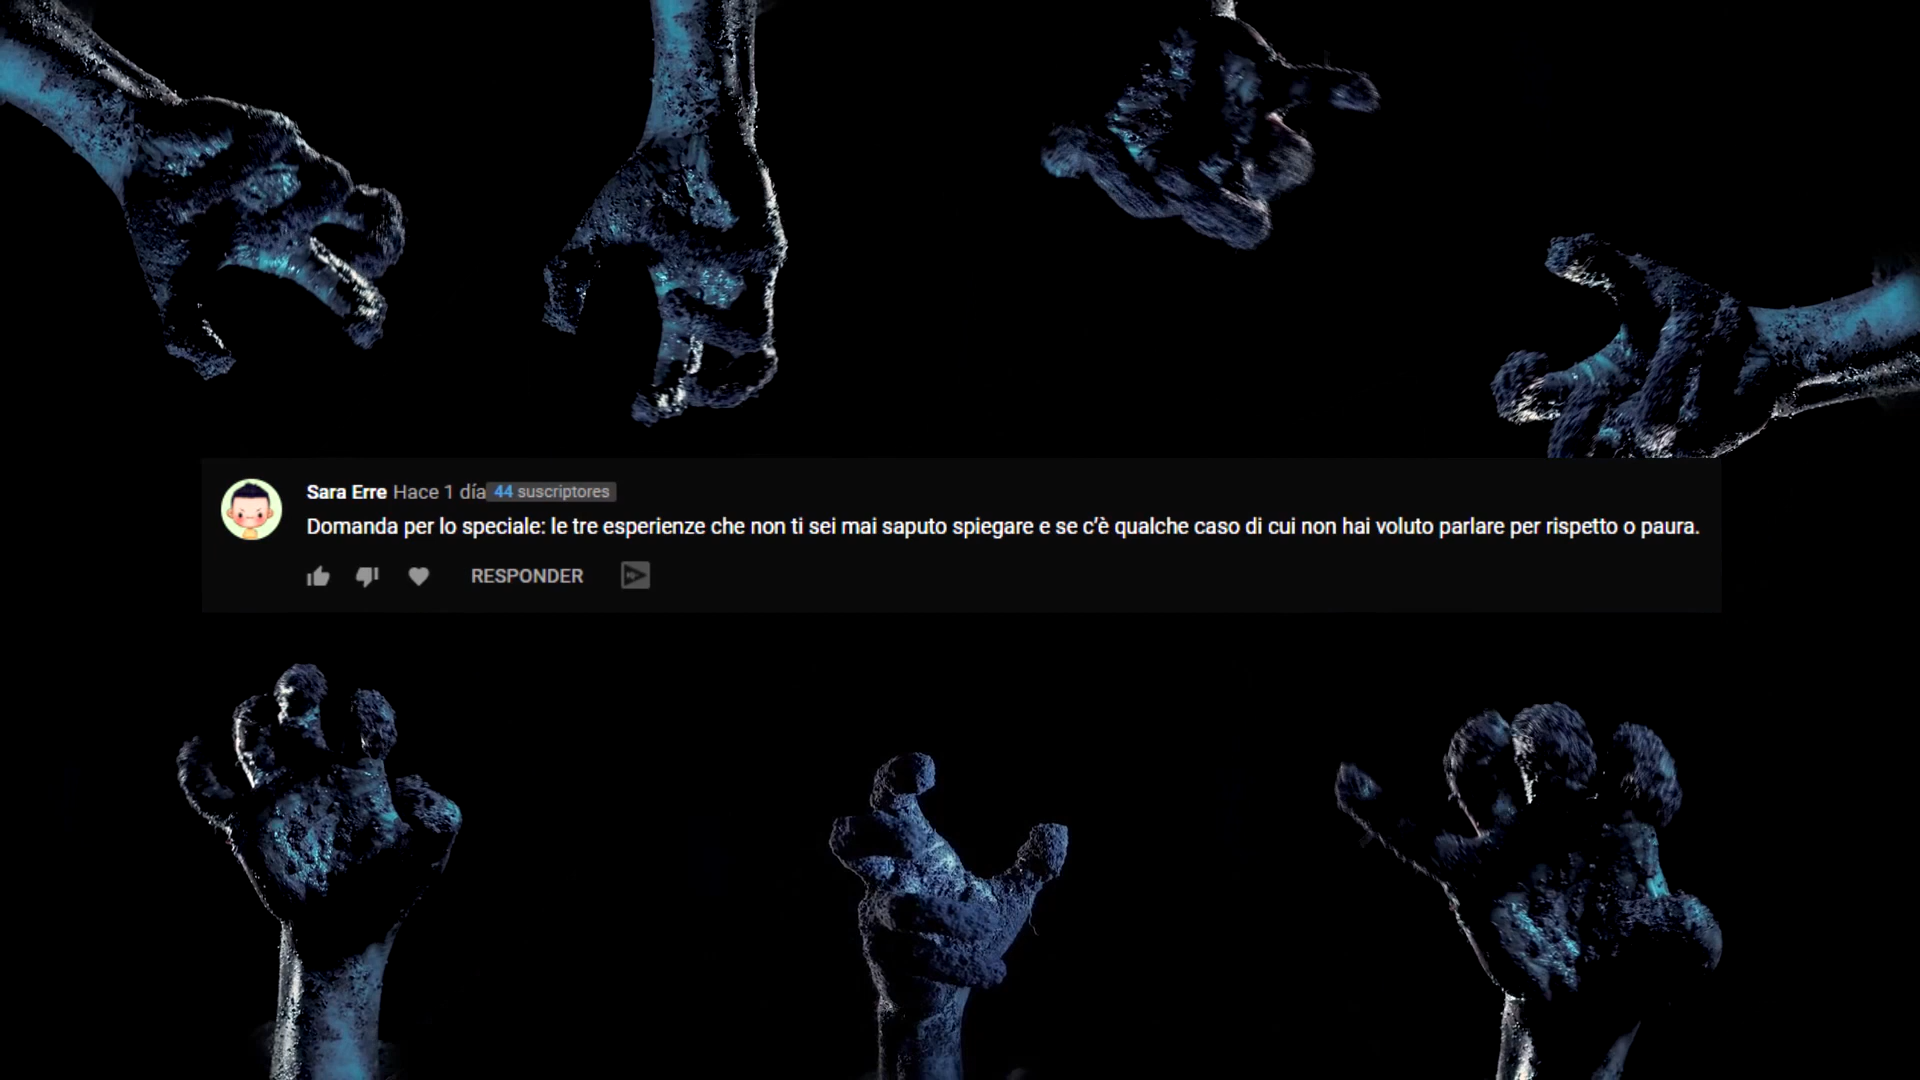 Sara Erre Hace 1 día 44 suscriptores
Domanda per lo speciale: le tre esperienze che non ti sei mai saputo spiegare e se c'è qualche caso di cui non hai voluto parlare per rispetto o paura.
RESPONDER